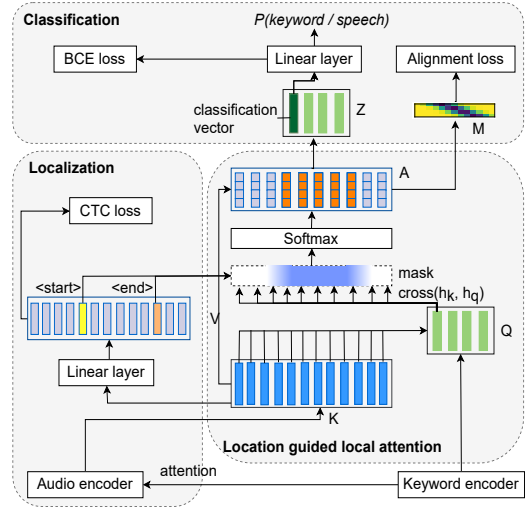 Classification
P(keyword / speech)
BCE loss
Linear layer
Alignment loss
classification
vector
Z
M
Localization
A
CTC loss
Softmax
<start>
<end>
mask
cross(hk, hq)
V
Q
Linear layer
K
Location guided local attention
Audio encoder
attention
Keyword encoder